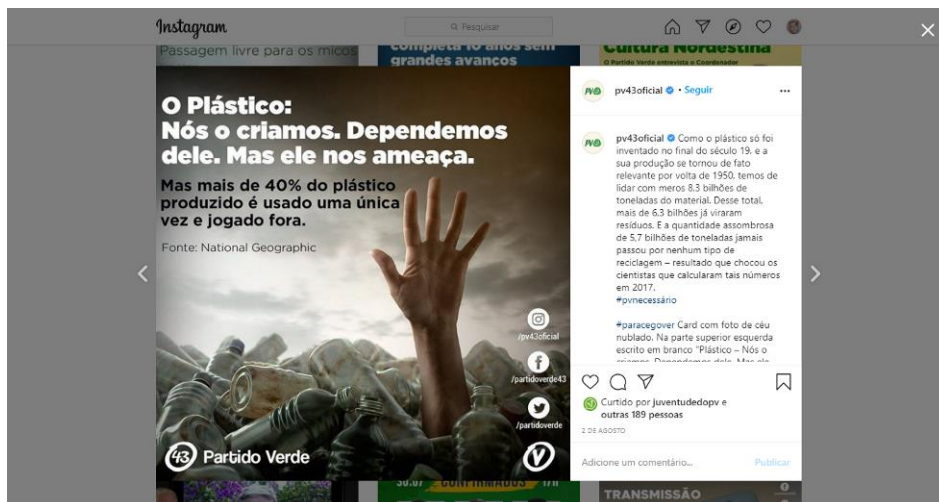 Instagram
Pesquisar
Passagem livre para os micos
completa 10 anos sem
grandes avanços
Cultura Nordestina
O Partido Verde entrevista o Coordenador
O Plástico:
Nós o criamos. Dependemos
dele. Mas ele nos ameaça.
Mas mais de 40% do plástico
produzido é usado uma única
vez e jogado fora.
Fonte: National Geographic
/pv43oficial
/partidoverde43
/partidoverde
43 Partido Verde
pv43oficial • Seguir
pv43oficial Como o plástico só foi
inventado no final do século 19, e a
sua produção se tornou de fato
relevante por volta de 1950, temos de
lidar com meros 8,3 bilhões de
toneladas do material. Desse total,
mais de 6,3 bilhões já viraram
resíduos. E a quantidade assombrosa
de 5,7 bilhões de toneladas jamais
passou por nenhum tipo de
reciclagem – resultado que chocou os
cientistas que calcularam tais números
em 2017.
#pvnecessário
#paracegover Card com foto de céu
nublado. Na parte superior esquerda
escrito em branco "Plástico – Nós o
criamos. Dependemos dele. Mas ele
Curtido por juventudedopv e
outras 189 pessoas
2 DE AGOSTO
Adicione um comentário...
Publicar
30.07 CONFIRMADOS 17H
TRANSMISSÃO